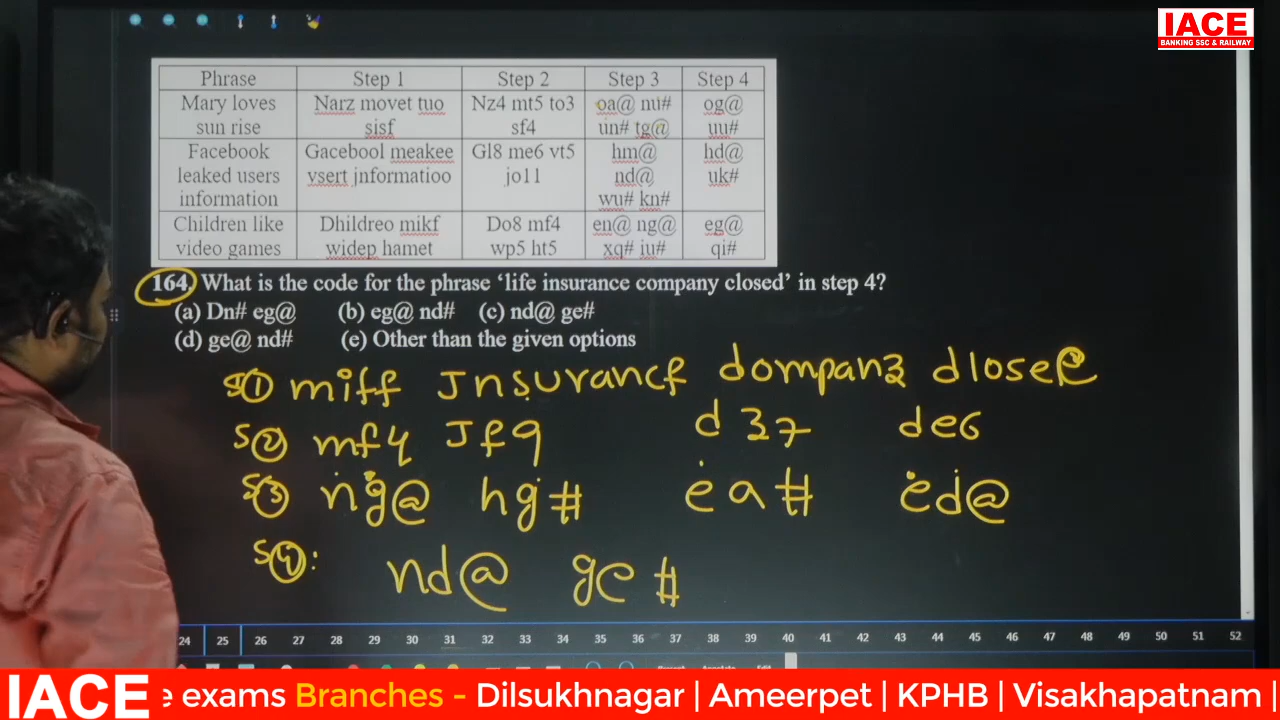 IACE
BANKING SSC & RAILWAY
Phrase Step 1 Step 2 Step 3 Step 4
Mary loves Narz movet tuo Nz4 mt5 to3 oa@ nu# og@
sun rise sisf sf4 un# tg@ uu#
Facebook Gacebool meakee Gl8 me6 vt5 hm@ hd@
leaked users vsert jnformatioo jo11 nd@ uk#
information wu# kn#
Children like Dhildreo mikf Do8 mf4 en@ ng@ eg@
video games widep hamet wp5 ht5 xq# iu# qi#
164. What is the code for the phrase ‘life insurance company closed’ in step 4?
(a) Dn# eg@ (b) eg@ nd# (c) nd@ ge#
(d) ge@ nd# (e) Other than the given options
S① miff Jnsurancf dompanz dlosee
S② mf4 Jf9 dz7 de6
S③ ng@ hg# ea# ed@
S④: nd@ ge#
24 25 26 27 28 29 30 31 32 33 34 35 36 37 38 39 40 41 42 43 44 45 46 47 48 49 50 51 52
IACE e exams Branches - Dilsukhnagar | Ameerpet | KPHB | Visakhapatnam |